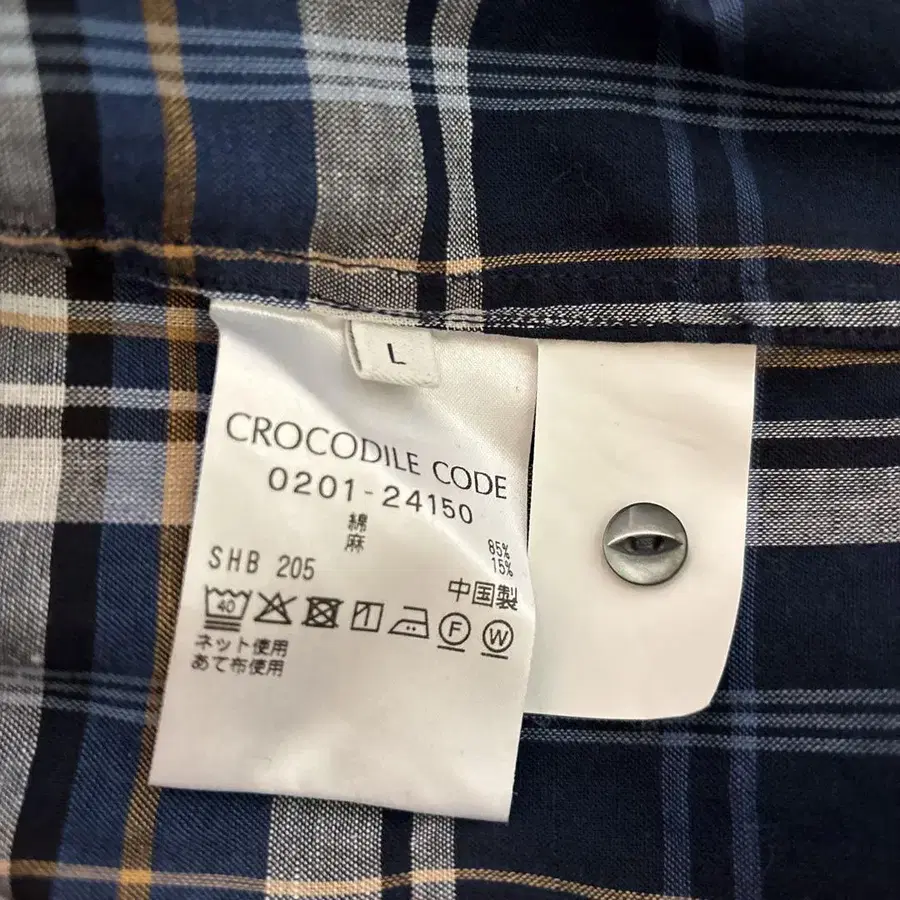 L
CROCODILE CODE
0201-24150
綿 85%
麻 15%
SHB 205
中国製
40
F
W
ネット使用
あて布使用